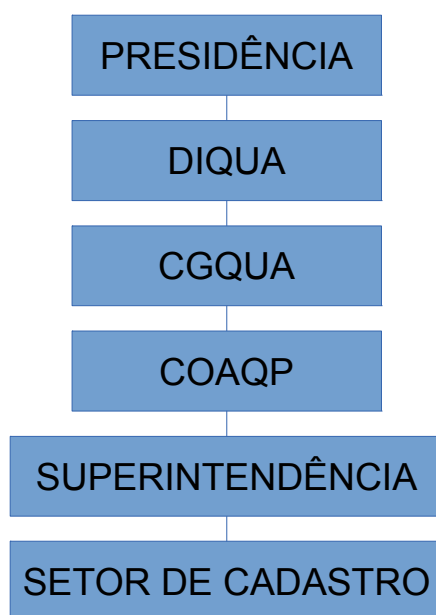 PRESIDÊNCIA
DIQUA
CGQUA
COAQP
SUPERINTENDÊNCIA
SETOR DE CADASTRO